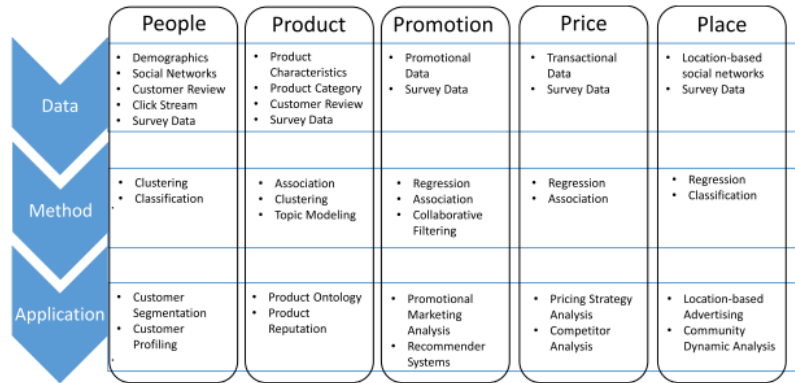 People
Product
Promotion
Price
Place
Data
• Demographics
• Social Networks
• Customer Review
• Click Stream
• Survey Data
• Product
Characteristics
• Product Category
• Customer Review
• Survey Data
• Promotional
Data
• Survey Data
• Transactional
Data
• Survey Data
• Location-based
social networks
• Survey Data
Method
• Clustering
• Classification
• Association
• Clustering
• Topic Modeling
• Regression
• Association
• Collaborative
Filtering
• Regression
• Association
• Regression
• Classification
Application
• Customer
Segmentation
• Customer
Profiling
• Product Ontology
• Product
Reputation
• Promotional
Marketing
Analysis
• Recommender
Systems
• Pricing Strategy
Analysis
• Competitor
Analysis
• Location-based
Advertising
• Community
Dynamic Analysis